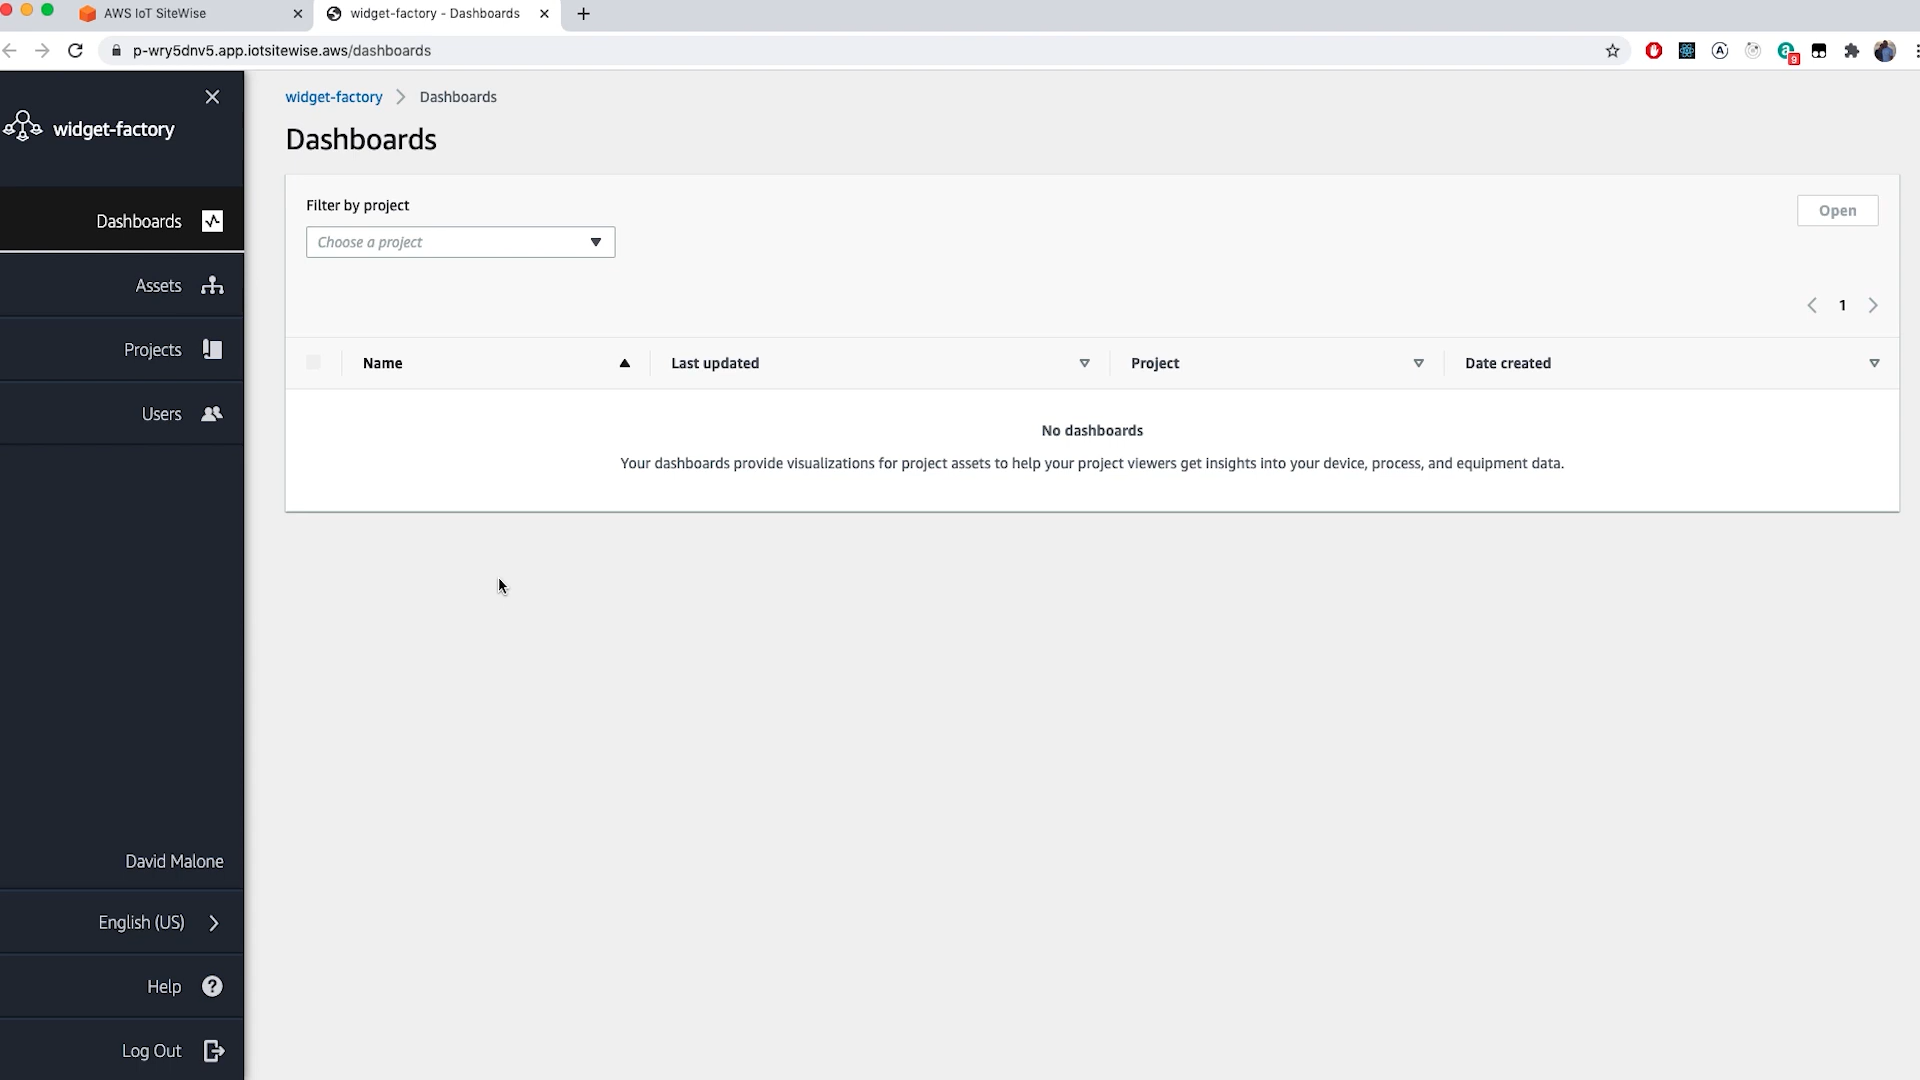 AWS IoT SiteWise
widget-factory - Dashboards
p-wry5dnv5.app.iotsitewise.aws/dashboards
9
widget-factory
Dashboards
Assets
Projects
Users
David Malone
English (US)
Help
Log Out
widget-factory > Dashboards
Dashboards
Filter by project
Choose a project
Open
1
Name Last updated Project Date created
No dashboards
Your dashboards provide visualizations for project assets to help your project viewers get insights into your device, process, and equipment data.